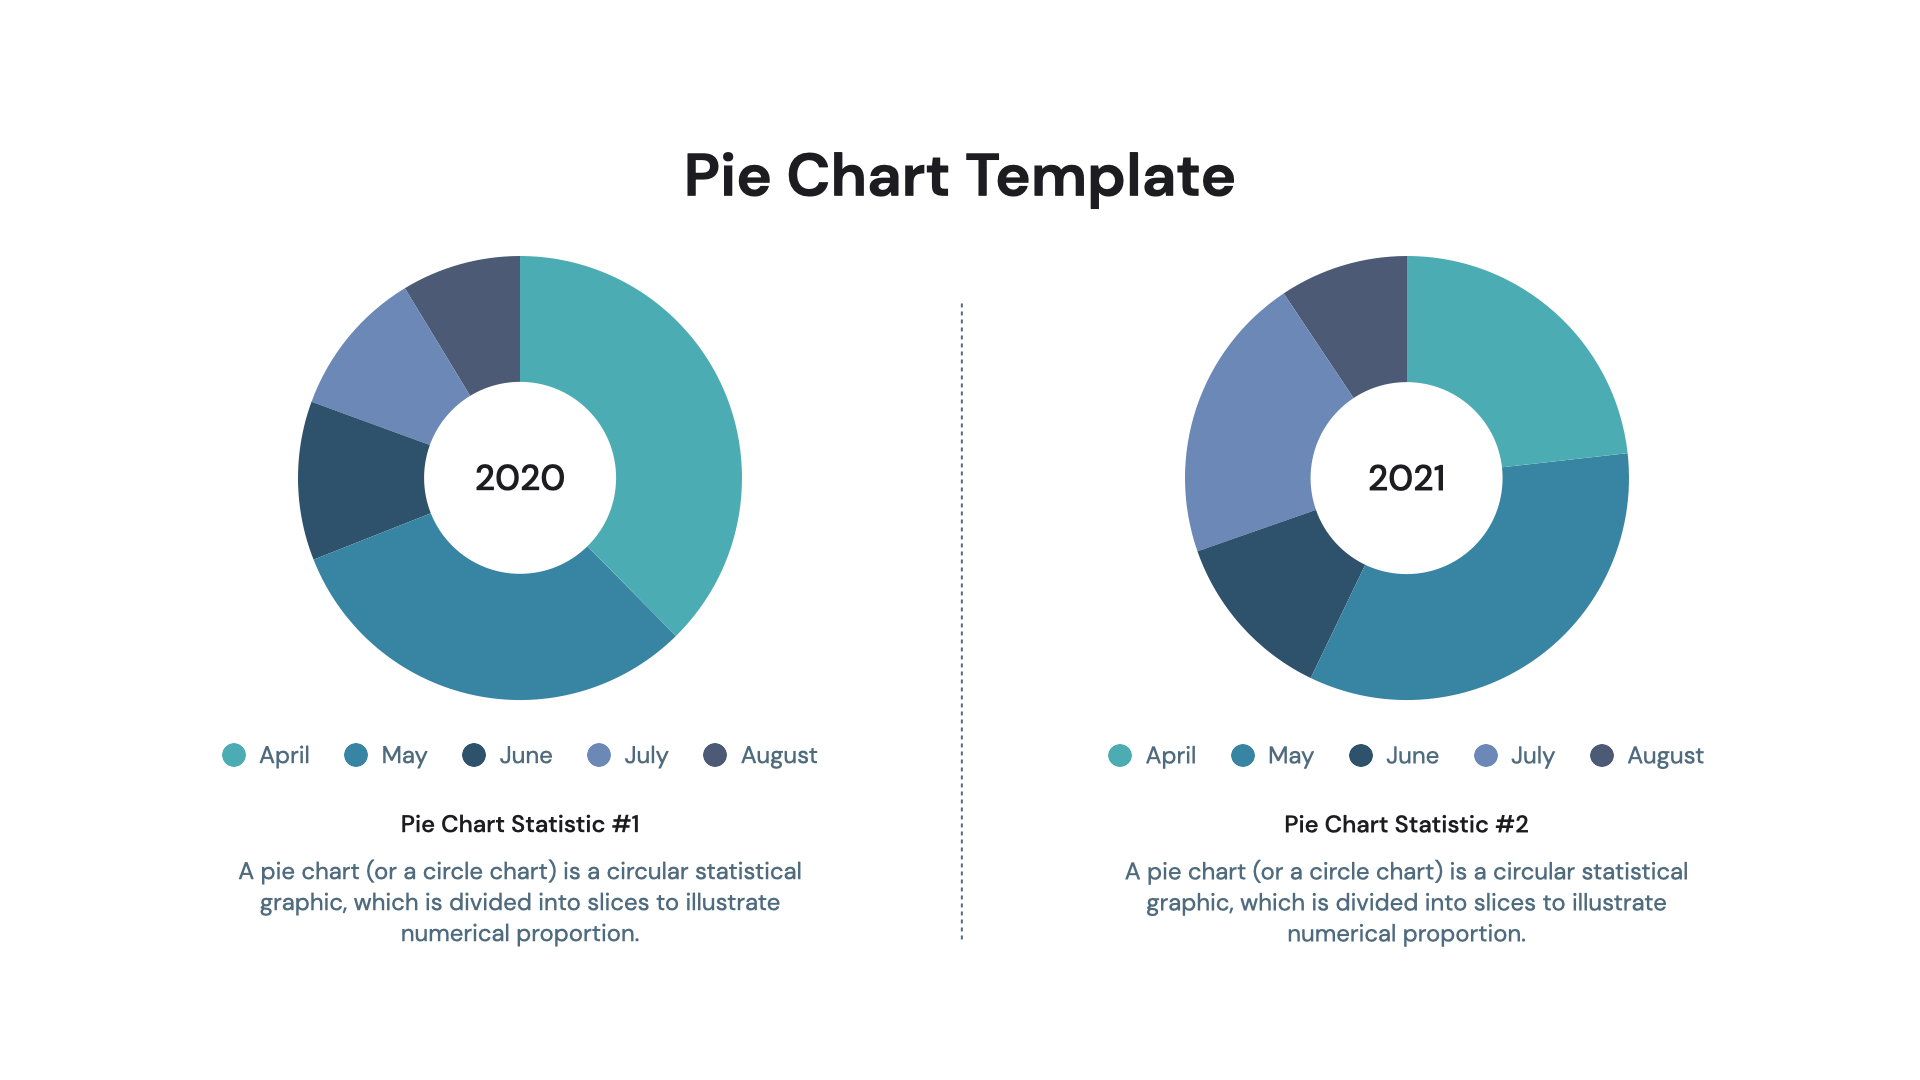 Pie Chart Template
2020
April May June July August
Pie Chart Statistic #1
A pie chart (or a circle chart) is a circular statistical
graphic, which is divided into slices to illustrate
numerical proportion.
2021
April May June July August
Pie Chart Statistic #2
A pie chart (or a circle chart) is a circular statistical
graphic, which is divided into slices to illustrate
numerical proportion.